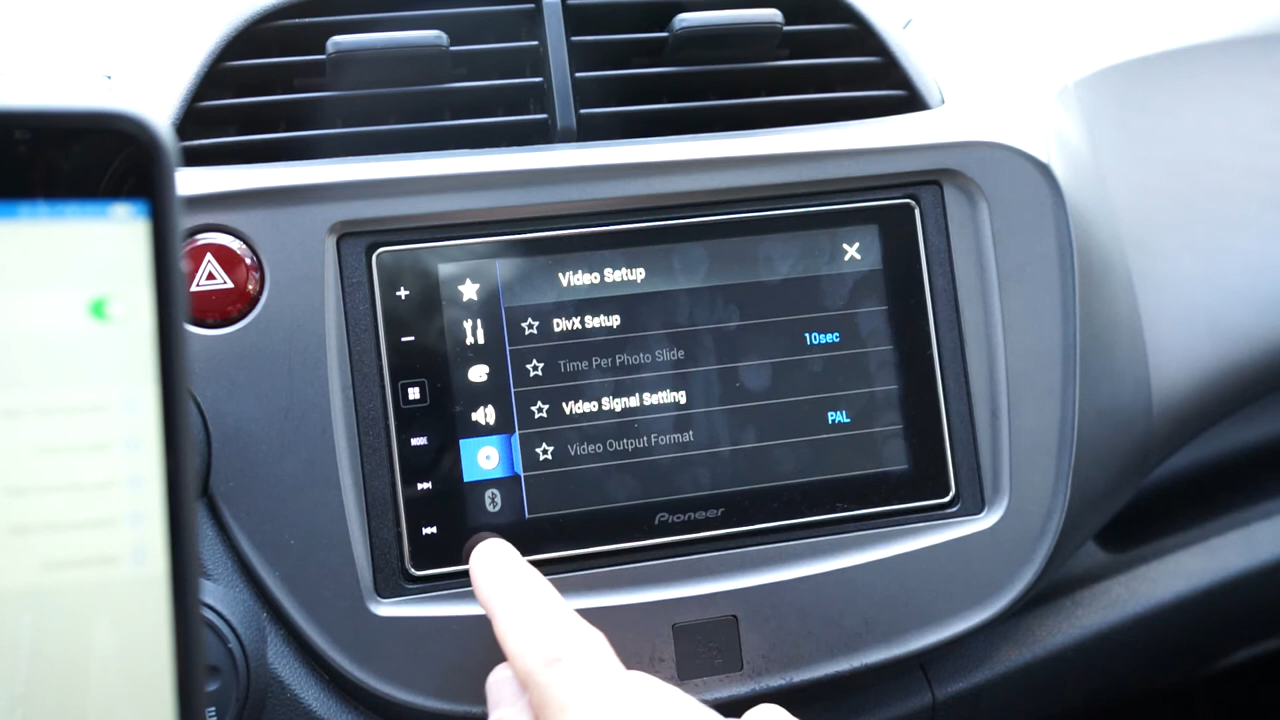 Video Setup
DivX Setup
Time Per Photo Slide
10sec
Video Signal Setting
Video Output Format
PAL
MODE
Pioneer